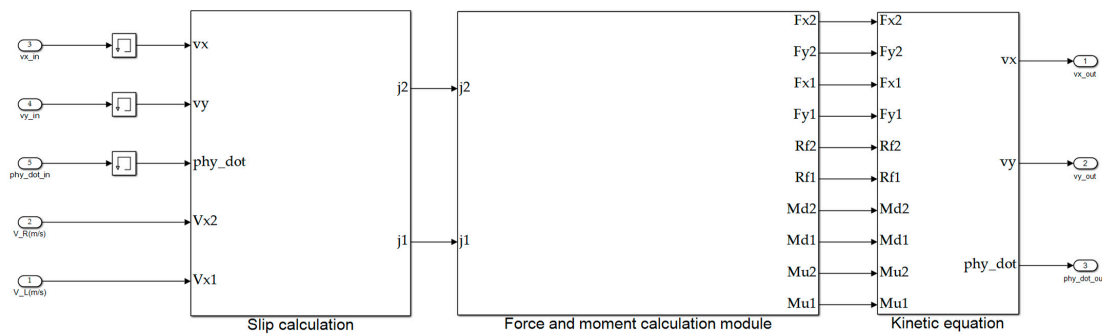 3
vx_in
vx
4
vy_in
vy
5
phy_dot_in
phy_dot
2
V_R(m/s)
Vx2
1
V_L(m/s)
Vx1
j2
j1
Slip calculation
j2
j1
Fx2
Fy2
Fx1
Fy1
Rf2
Rf1
Md2
Md1
Mu2
Mu1
Force and moment calculation module
Fx2
Fy2
Fx1
Fy1
Rf2
Rf1
Md2
Md1
Mu2
Mu1
vx
vy
phy_dot
Kinetic equation
1
vx_out
2
vy_out
3
phy_dot_ou